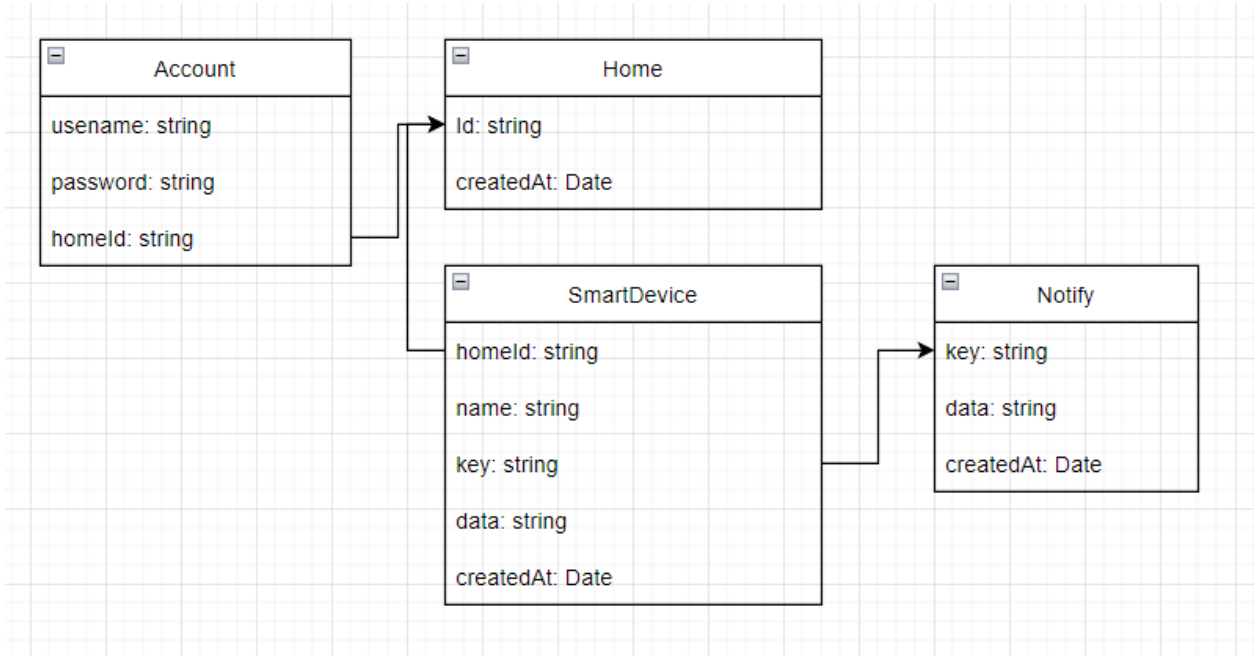 Account
usename: string
password: string
homeId: string
Home
Id: string
createdAt: Date
SmartDevice
homeId: string
name: string
key: string
data: string
createdAt: Date
Notify
key: string
data: string
createdAt: Date